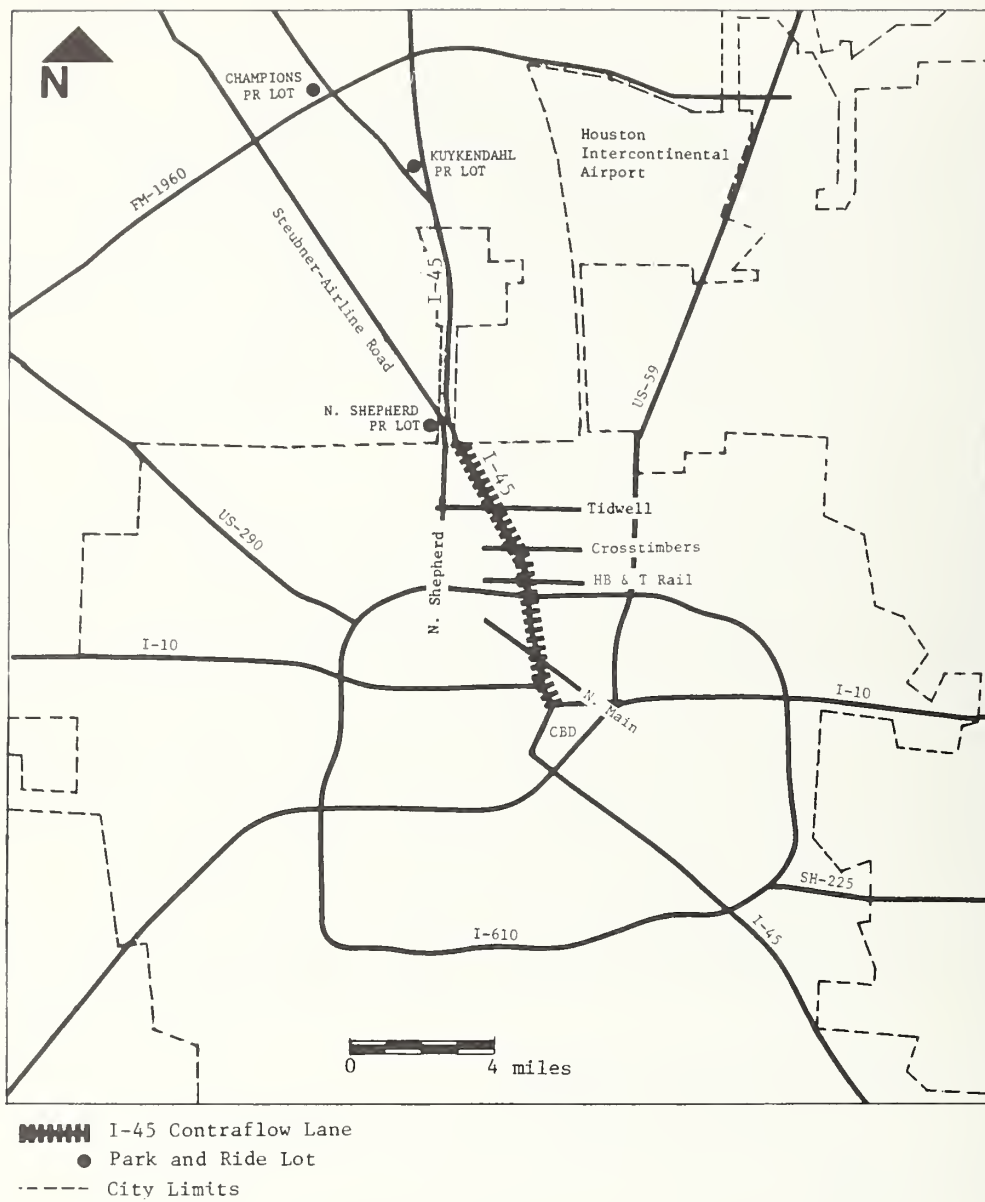 N
CHAMPIONS
PR LOT
KUYKENDAHL
PR LOT
Houston
Intercontinental
Airport
FM-1960
Steubner-Airline Road
I-45
US-59
N. SHEPHERD
PR LOT
I-45
Tidwell
US-290
Crosstimbers
N. Shepherd
HB & T Rail
I-10
N. Main
I-10
CBD
SH-225
I-610
I-45
0 4 miles
I-45 Contraflow Lane
Park and Ride Lot
City Limits